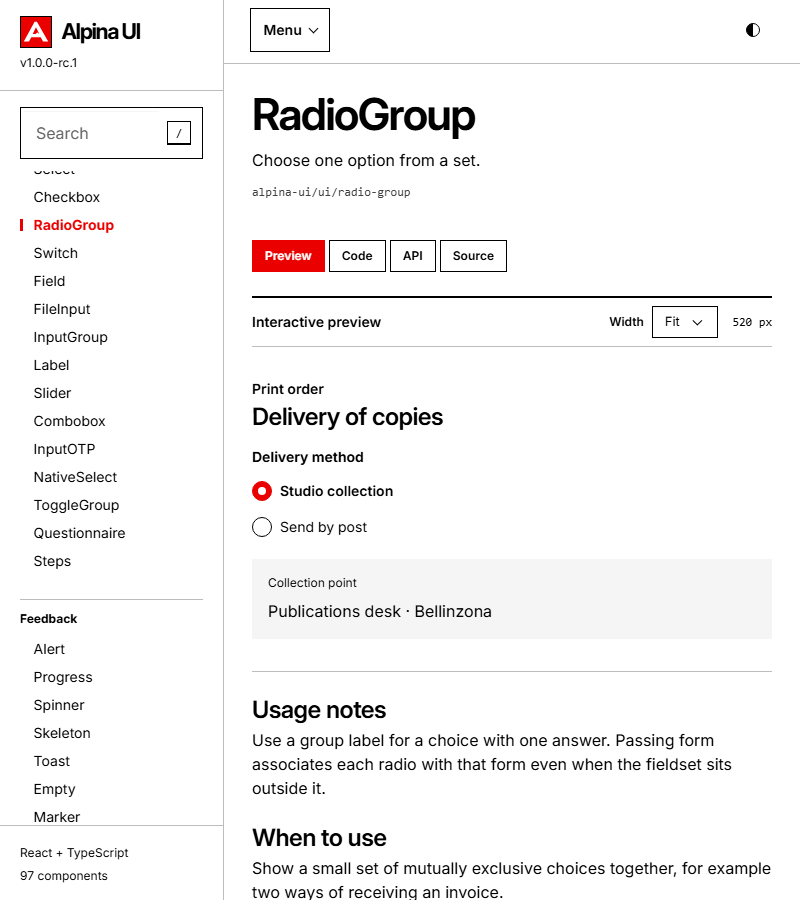 Alpina UI
v1.0.0-rc.1
Search
/
Select
Checkbox
RadioGroup
Switch
Field
FileInput
InputGroup
Label
Slider
Combobox
InputOTP
NativeSelect
ToggleGroup
Questionnaire
Steps
Feedback
Alert
Progress
Spinner
Skeleton
Toast
Empty
Marker
React + TypeScript
97 components
Menu
RadioGroup
Choose one option from a set.
alpina-ui/ui/radio-group
Preview
Code
API
Source
Interactive preview
Width
Fit
520 px
Print order
Delivery of copies
Delivery method
Studio collection
Send by post
Collection point
Publications desk · Bellinzona
Usage notes
Use a group label for a choice with one answer. Passing form
associates each radio with that form even when the fieldset sits
outside it.
When to use
Show a small set of mutually exclusive choices together, for example
two ways of receiving an invoice.